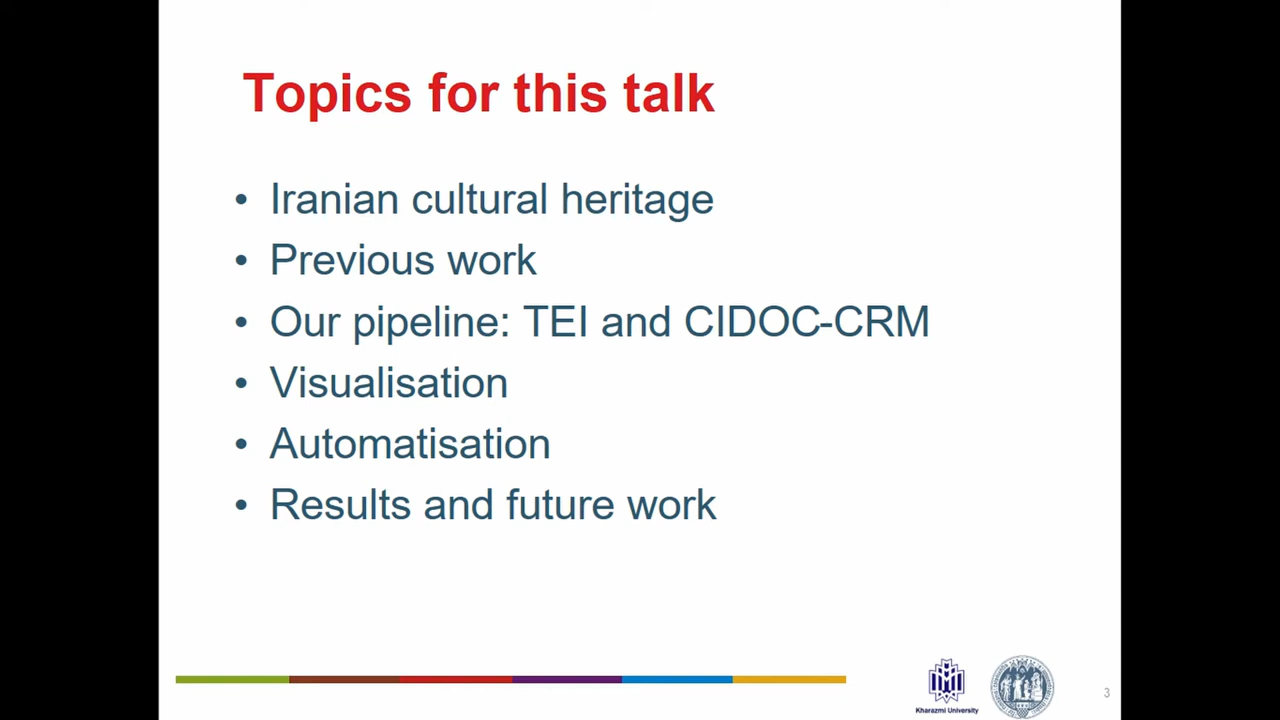 Topics for this talk
• Iranian cultural heritage
• Previous work
• Our pipeline: TEI and CIDOC-CRM
• Visualisation
• Automatisation
• Results and future work
Kharazmi University
3